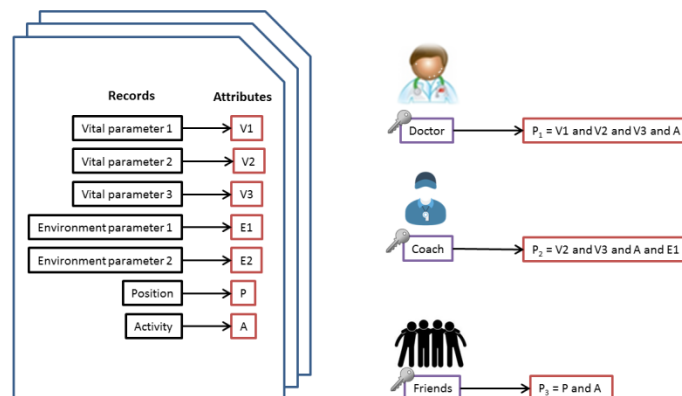 Records Attributes
Vital parameter 1 V1
Vital parameter 2 V2
Vital parameter 3 V3
Environment parameter 1 E1
Environment parameter 2 E2
Position P
Activity A
Doctor P₁ = V1 and V2 and V3 and A
Coach P₂ = V2 and V3 and A and E1
Friends P₃ = P and A